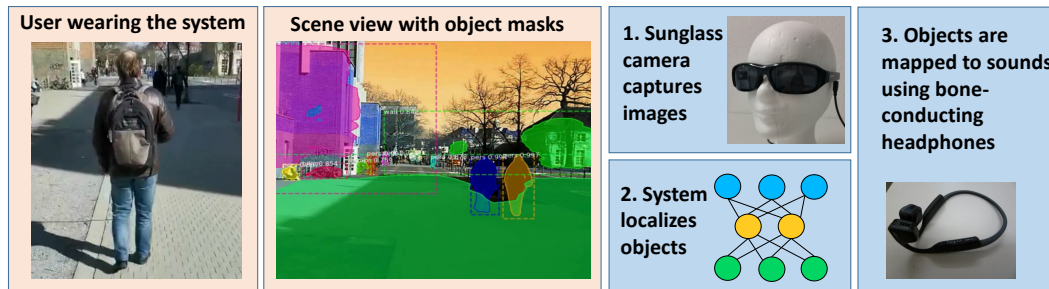 User wearing the system
Scene view with object masks
1. Sunglass
camera
captures
images
2. System
localizes
objects
3. Objects are
mapped to sounds
using bone-
conducting
headphones